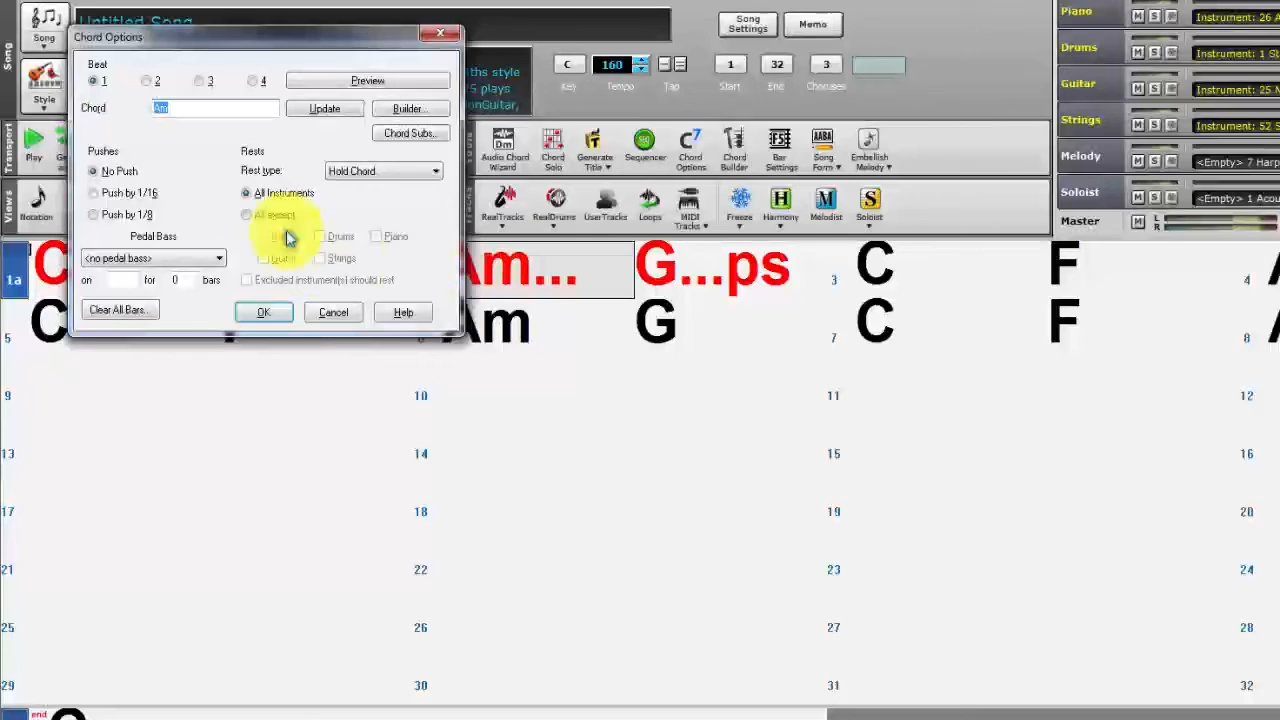 Untitled Song
Chord Options
Beat
1 2 3 4 Preview
Chord Am Update Builder...
Chord Subs...
Pushes Rests
No Push Rest type: Hold Chord
Push by 1/16 All Instruments
Push by 1/8 All except
Pedal Bass Drums Piano
<no pedal bass> Strings
on for 0 bars Excluded instrument(s) should rest
Clear All Bars... OK Cancel Help
Song
Style
Song
Transport
Play
Views
Notation
Song Settings Memo
C 160 1 32 3
Key Tempo Tap Start End Choruses
Audio Chord Wizard Chord Solo Generate Title Sequencer Chord Options Chord Builder Bar Settings Song Form Embellish Melody
RealTracks RealDrums UserTracks Loops MIDI Tracks Freeze Harmony Melodist Soloist
Piano M S Instrument: 26 A
Drums M S Instrument: 1 St
Guitar M S Instrument: 25 N
Strings M S Instrument: 52 S
Melody M S <Empty> 7 Harp
Soloist M S <Empty> 1 Acou
Master M L R
1a C Am... G...ps 3 C F 4
5 C Am G 7 C F 8
9 10 11 12
13 14 15 16
17 18 19 20
21 22 23 24
25 26 27 28
29 30 31 32
end